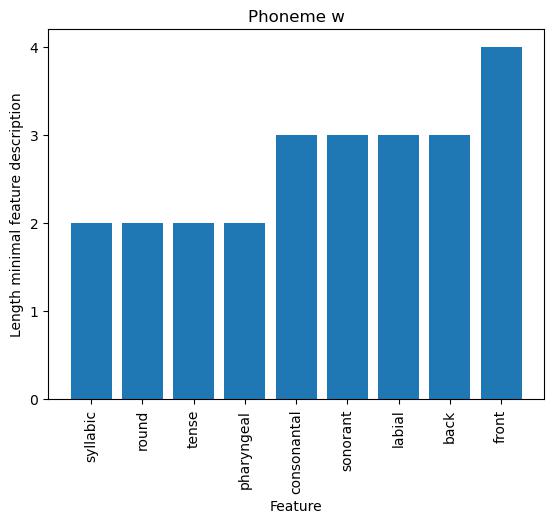 Phoneme w
Length minimal feature description
4
3
2
1
0
syllabic
round
tense
pharyngeal
consonantal
sonorant
labial
back
front
Feature